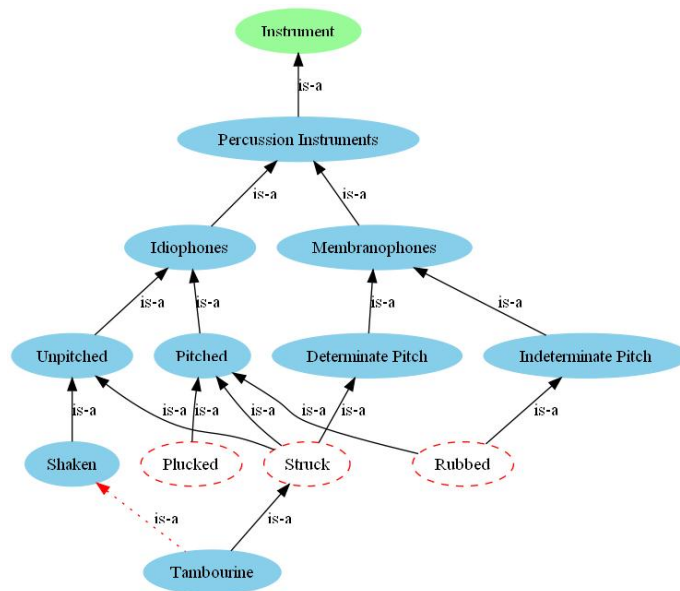 Instrument
is-a
Percussion Instruments
is-a
is-a
Idiophones
Membranophones
is-a
is-a
is-a
is-a
Unpitched
Pitched
Determinate Pitch
Indeterminate Pitch
is-a
is-a
is-a
is-a
is-a
is-a
is-a
Shaken
Plucked
Struck
Rubbed
is-a
is-a
Tambourine